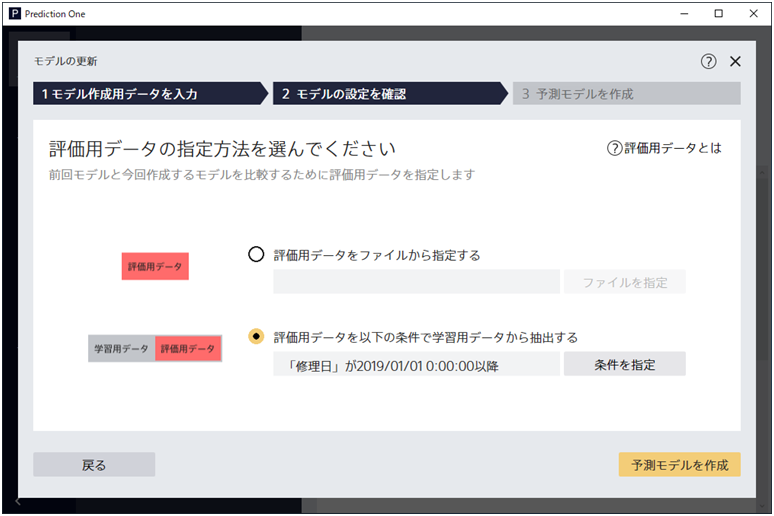 P Prediction One
モデルの更新
?
1 モデル作成用データを入力
2 モデルの設定を確認
3 予測モデルを作成
評価用データの指定方法を選んでください
?評価用データとは
前回モデルと今回作成するモデルを比較するために評価用データを指定します
評価用データ
評価用データをファイルから指定する
ファイルを指定
学習用データ 評価用データ
評価用データを以下の条件で学習用データから抽出する
「修理日」が2019/01/01 0:00:00以降
条件を指定
戻る
予測モデルを作成